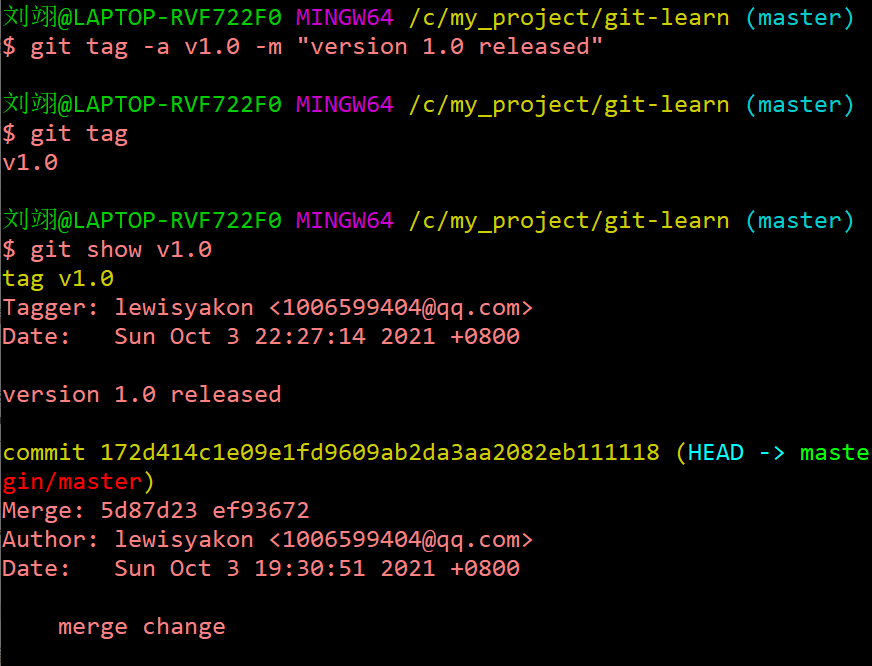 刘翊@LAPTOP-RVF722F0 MINGW64 /c/my_project/git-learn (master)
$ git tag -a v1.0 -m "version 1.0 released"
刘翊@LAPTOP-RVF722F0 MINGW64 /c/my_project/git-learn (master)
$ git tag
v1.0
刘翊@LAPTOP-RVF722F0 MINGW64 /c/my_project/git-learn (master)
$ git show v1.0
tag v1.0
Tagger: lewisyakon <1006599404@qq.com>
Date:   Sun Oct 3 22:27:14 2021 +0800
version 1.0 released
commit 172d414c1e09e1fd9609ab2da3aa2082eb111118 (HEAD -> maste
gin/master)
Merge: 5d87d23 ef93672
Author: lewisyakon <1006599404@qq.com>
Date:   Sun Oct 3 19:30:51 2021 +0800
    merge change